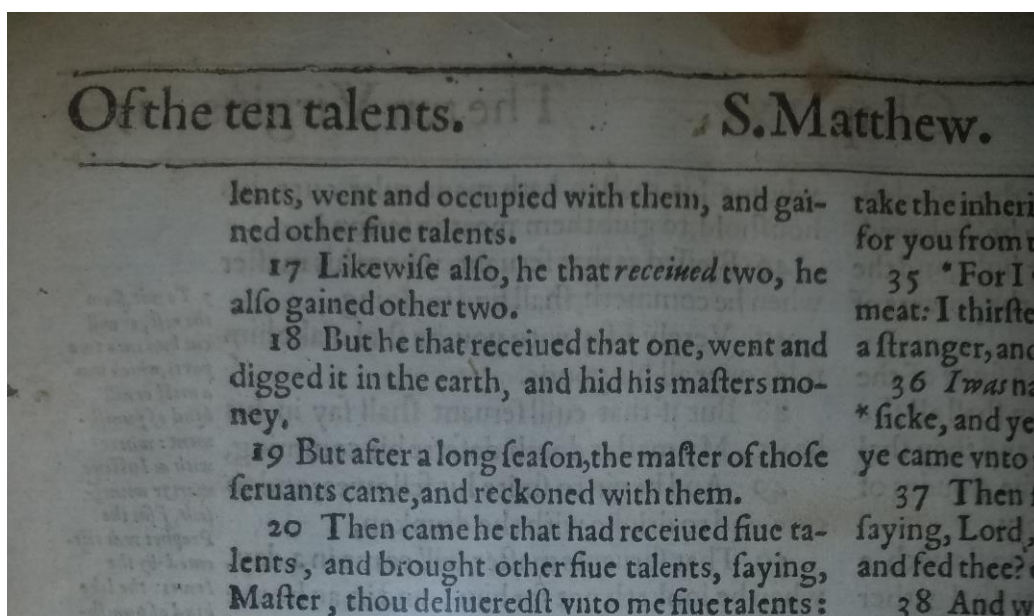 Of the ten talents. S. Matthew.
lents, went and occupied with them, and gai-
ned other fiue talents.
17 Likewiſe alſo, he that receiued two, he
alſo gained other two.
18 But he that receiued that one, went and
digged it in the earth, and hid his maſters mo-
ney.
19 But after a long ſeaſon, the maſter of thoſe
ſeruants came, and reckoned with them.
20 Then came he that had receiued fiue ta-
lents, and brought other fiue talents, ſaying,
Maſter, thou deliueredſt vnto me fiue talents:
take the inheri
for you from
35 *For I
meat: I thirſte
a ſtranger, and
36 I was na
*ſicke, and ye
ye came vnto
37 Then
ſaying, Lord,
and fed thee?
38 And